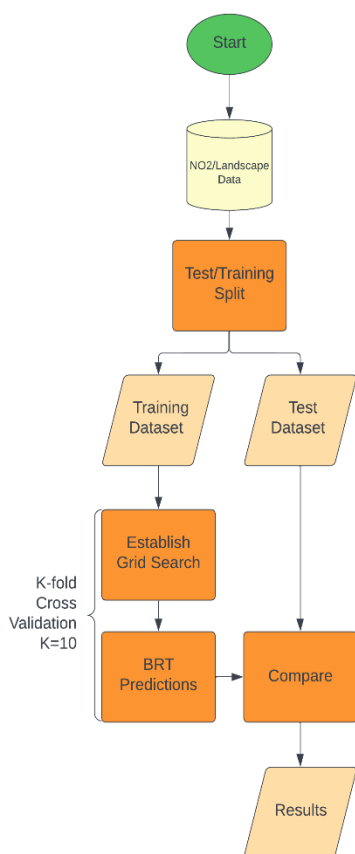 Start
NO2/Landscape
Data
Test/Training
Split
Training
Dataset
Test
Dataset
Establish
Grid Search
K-fold
Cross
Validation
K=10
BRT
Predictions
Compare
Results